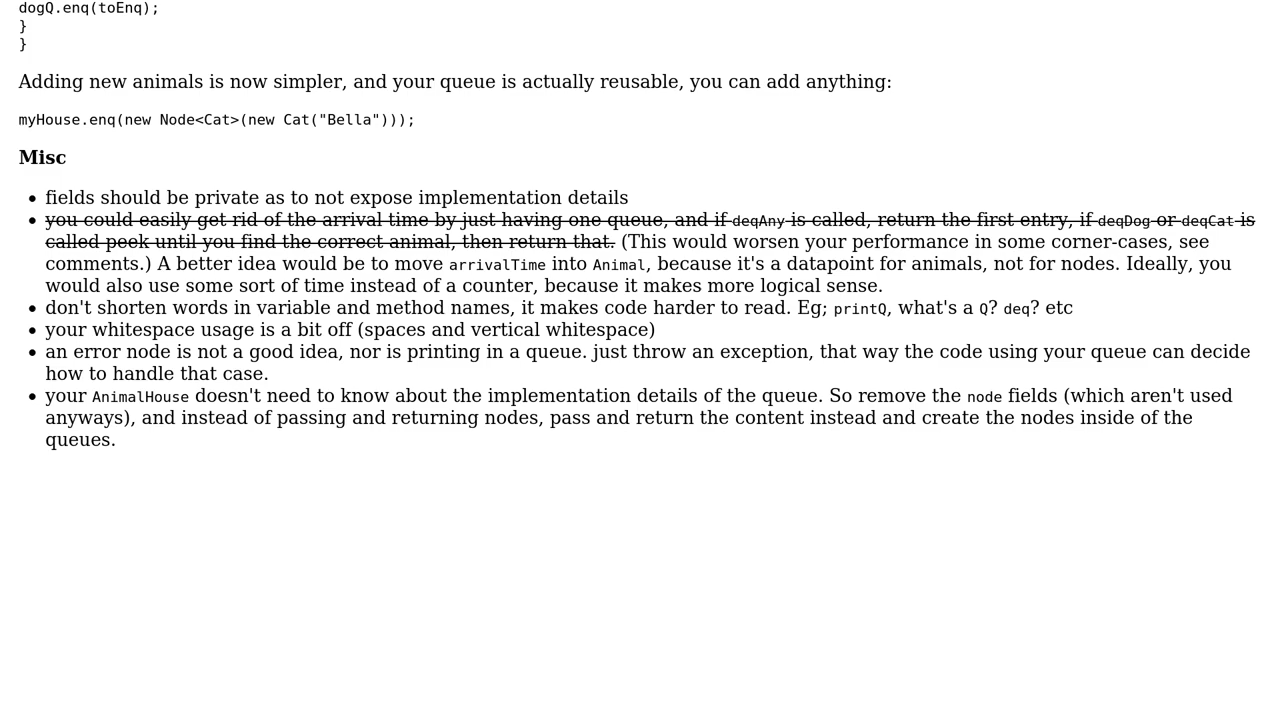 dogQ.enq(toEnq);
}
}
Adding new animals is now simpler, and your queue is actually reusable, you can add anything:
myHouse.enq(new Node<Cat>(new Cat("Bella")));
Misc
• fields should be private as to not expose implementation details
• you could easily get rid of the arrival time by just having one queue, and if deqAny is called, return the first entry, if deqDog or deqCat is
called peek until you find the correct animal, then return that. (This would worsen your performance in some corner-cases, see
comments.) A better idea would be to move arrivalTime into Animal, because it's a datapoint for animals, not for nodes. Ideally, you
would also use some sort of time instead of a counter, because it makes more logical sense.
• don't shorten words in variable and method names, it makes code harder to read. Eg; printQ, what's a Q? deq? etc
• your whitespace usage is a bit off (spaces and vertical whitespace)
• an error node is not a good idea, nor is printing in a queue. just throw an exception, that way the code using your queue can decide
how to handle that case.
• your AnimalHouse doesn't need to know about the implementation details of the queue. So remove the node fields (which aren't used
anyways), and instead of passing and returning nodes, pass and return the content instead and create the nodes inside of the
queues.